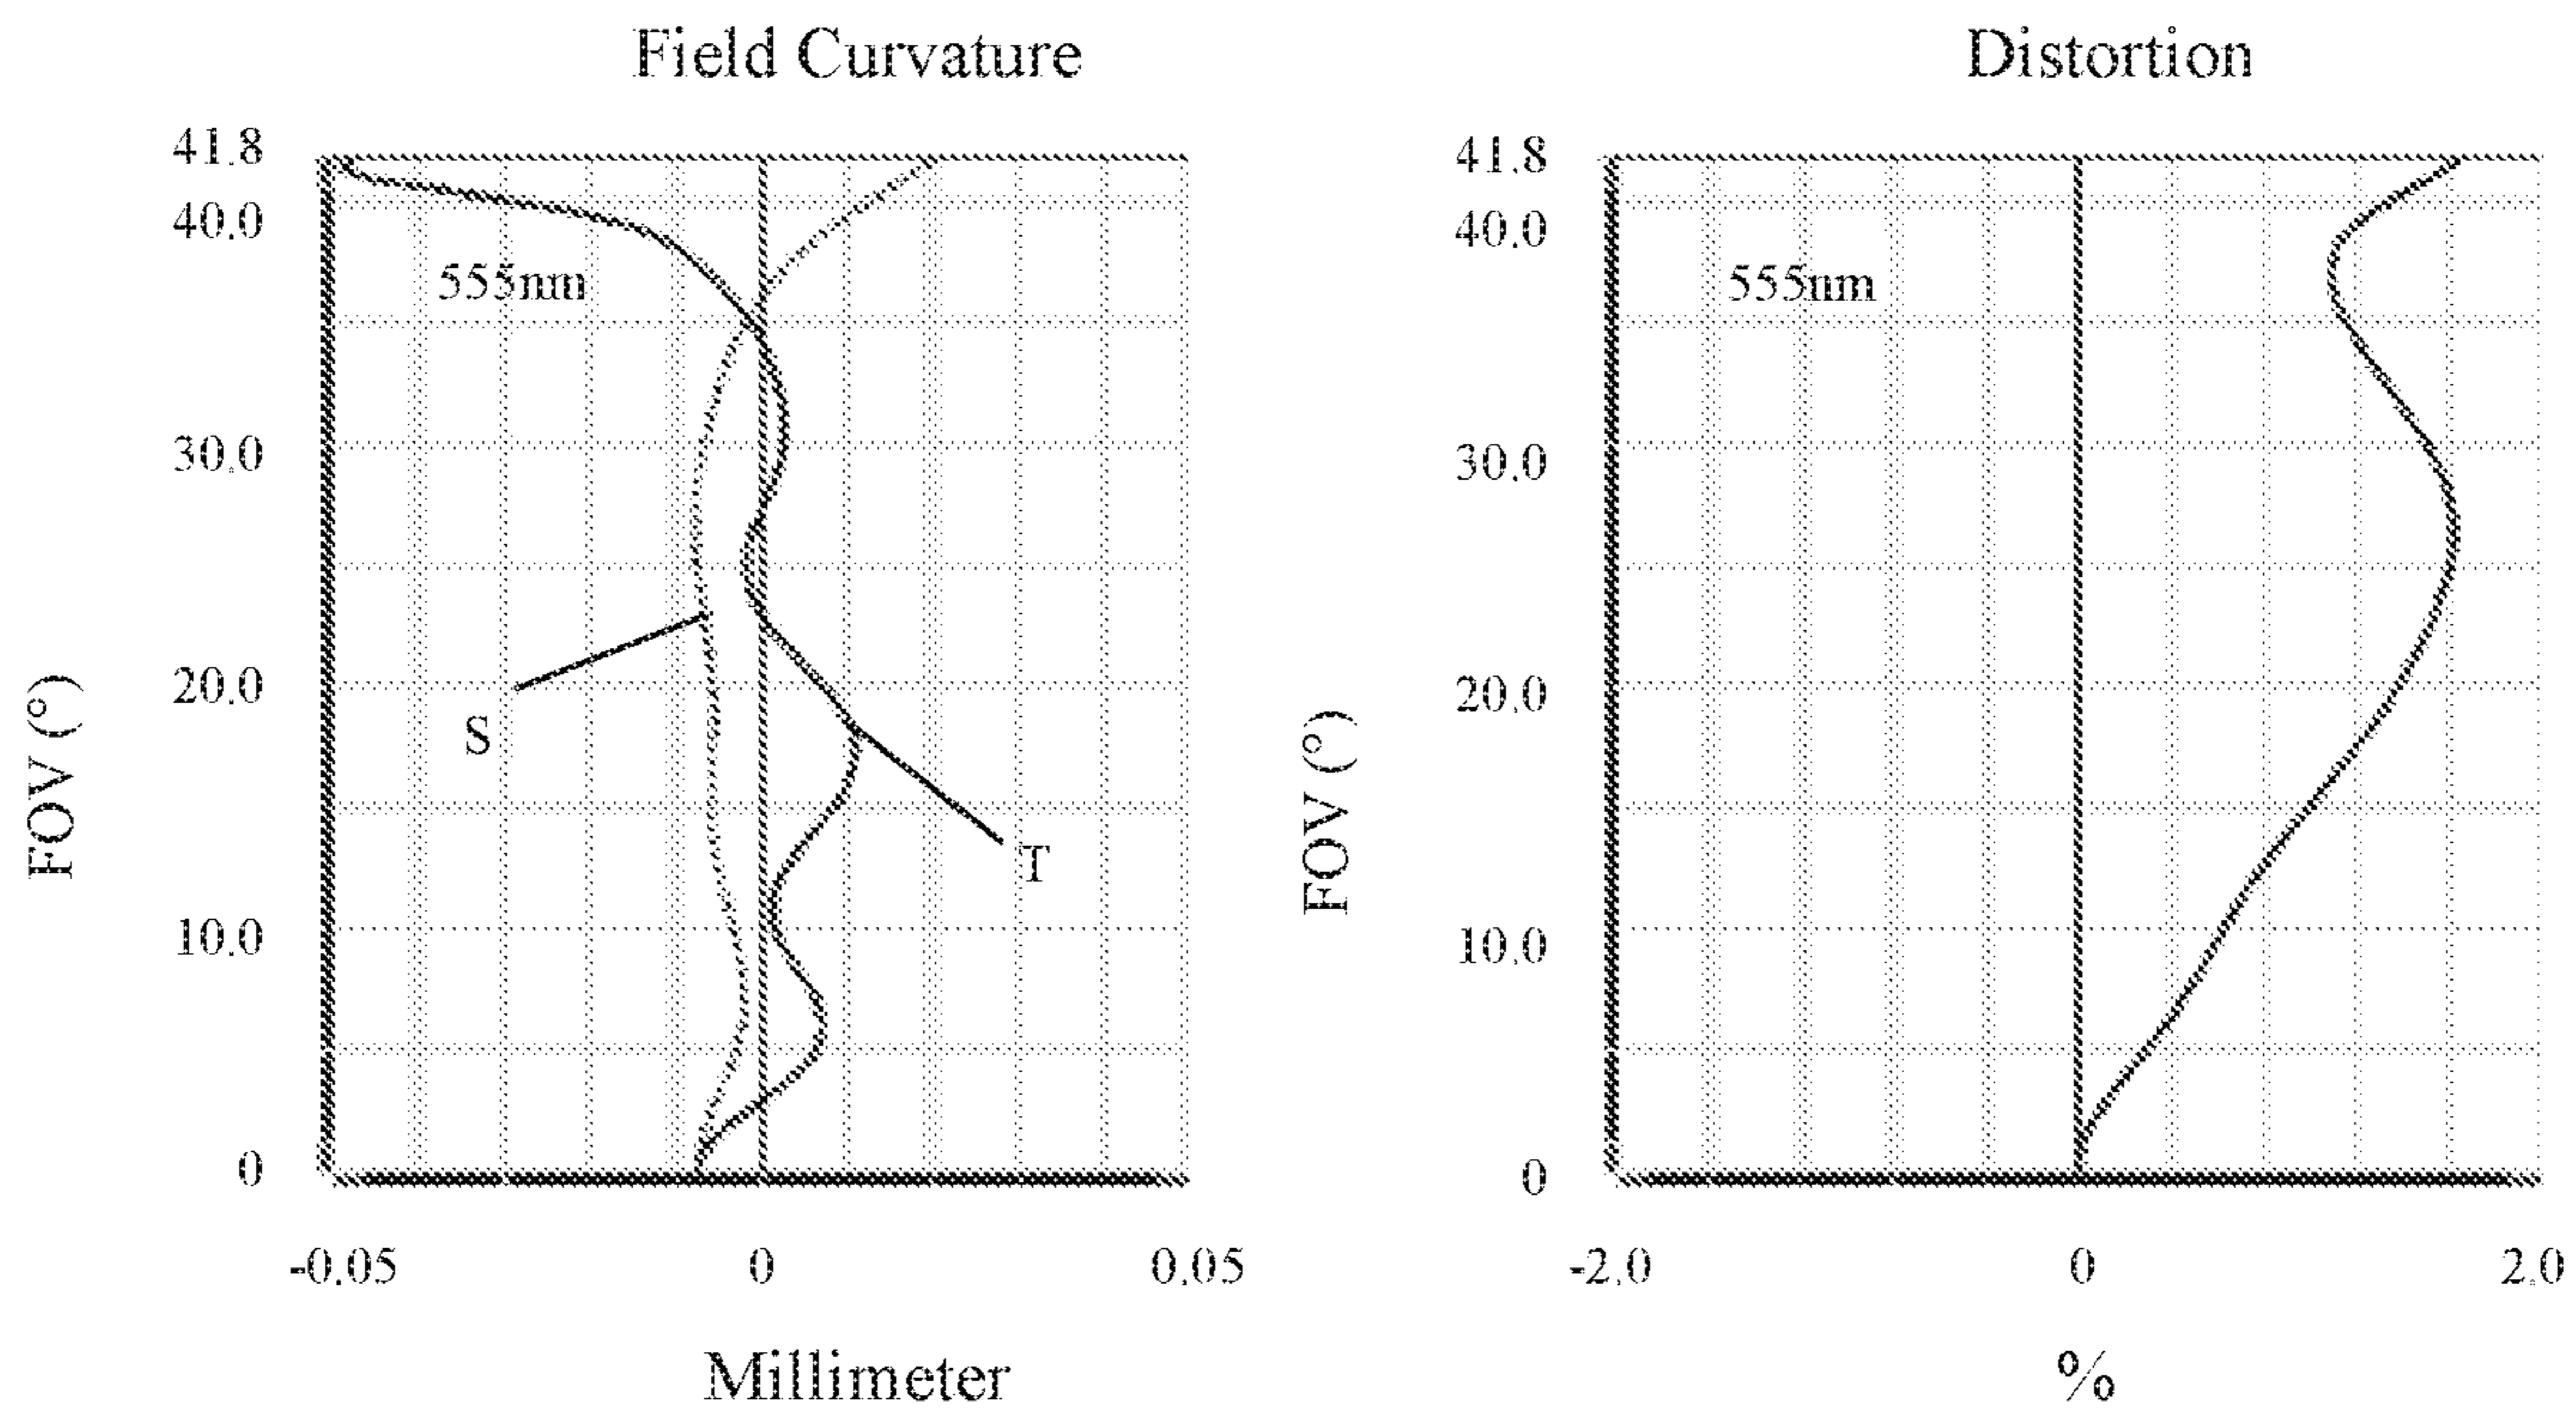 Field Curvature
41.8
40.0
555nm
30.0
20.0
S
T
10.0
0
FOV (°)
-0.05 0 0.05
Millimeter
Distortion
41.8
40.0
555nm
30.0
20.0
10.0
0
FOV (°)
-2.0 0 2.0
%